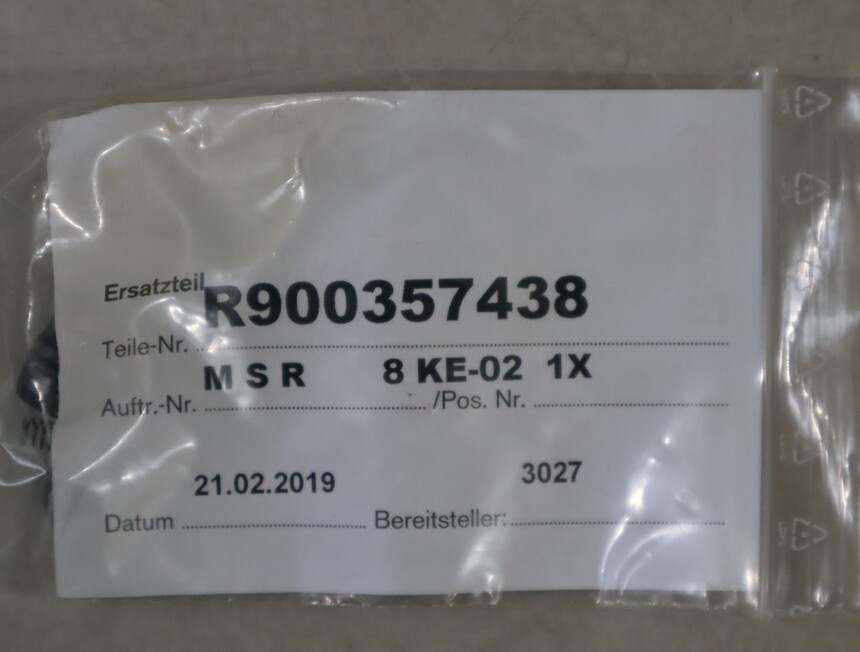 Ersatzteil
R900357438
Teile-Nr.
M S R 8 KE-02 1X
Auftr.-Nr. /Pos. Nr.
21.02.2019 3027
Datum Bereitsteller: